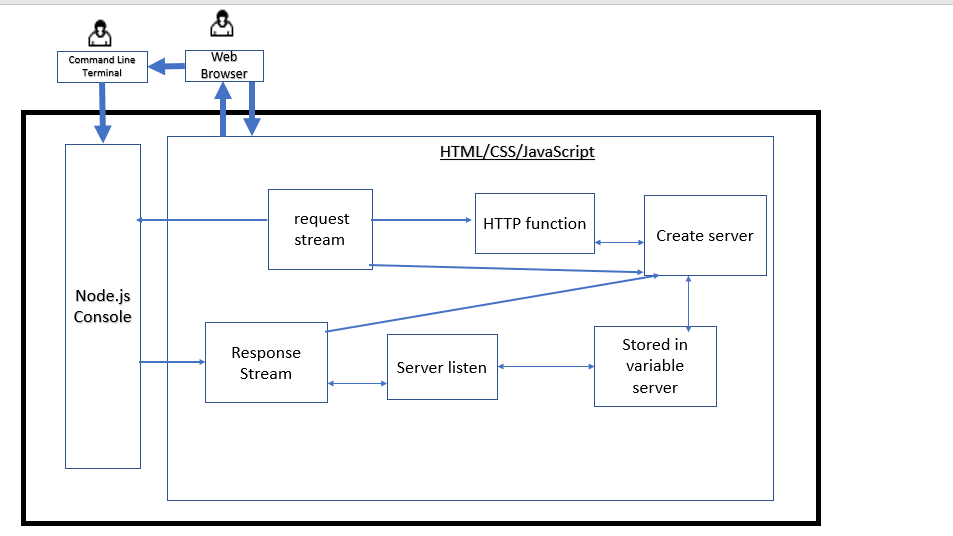 Command Line
Terminal
Web
Browser
HTML/CSS/JavaScript
request
stream
HTTP function
Create server
Node.js
Console
Response
Stream
Server listen
Stored in
variable
server